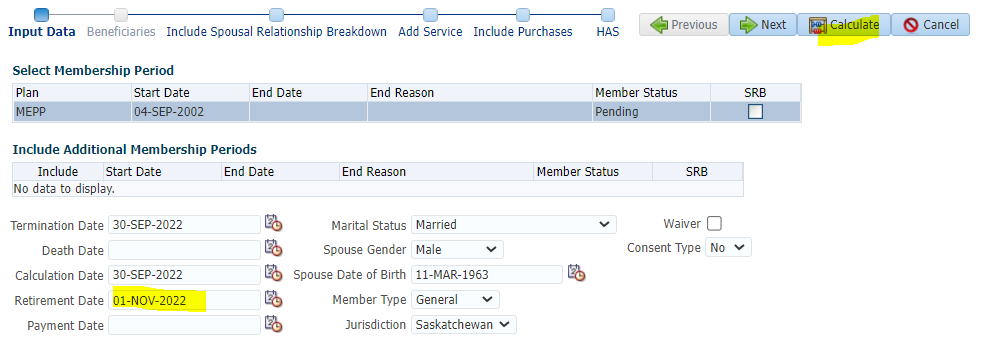 Input Data Beneficiaries Include Spousal Relationship Breakdown Add Service Include Purchases HAS Previous Next Calculate Cancel
Select Membership Period
Plan Start Date End Date End Reason Member Status SRB
MEPP 04-SEP-2002 Pending
Include Additional Membership Periods
Include Start Date End Date End Reason Member Status SRB
No data to display.
Termination Date 30-SEP-2022 Marital Status Married Waiver
Death Date Spouse Gender Male Consent Type No
Calculation Date 30-SEP-2022 Spouse Date of Birth 11-MAR-1963
Retirement Date 01-NOV-2022 Member Type General
Payment Date Jurisdiction Saskatchewan